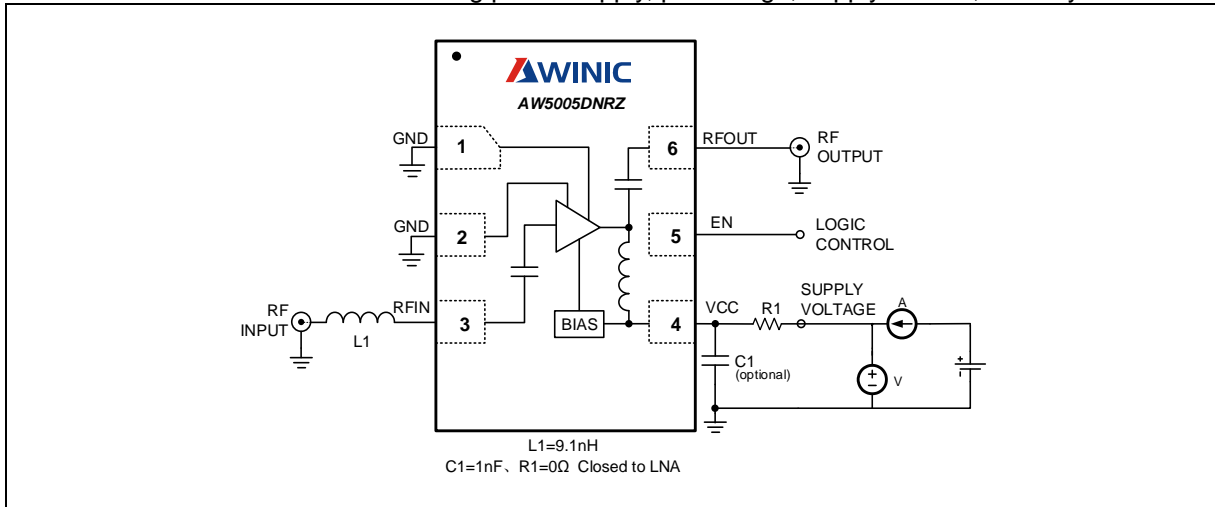 AWINIC
AW5005DNRZ
GND
1
6
RFOUT
RF
OUTPUT
GND
2
5
EN
LOGIC
CONTROL
RF
INPUT
L1
RFIN
3
BIAS
4
VCC
R1
SUPPLY
VOLTAGE
A
C1
(optional)
+
−
V
+
-
L1=9.1nH
C1=1nF、R1=0Ω Closed to LNA